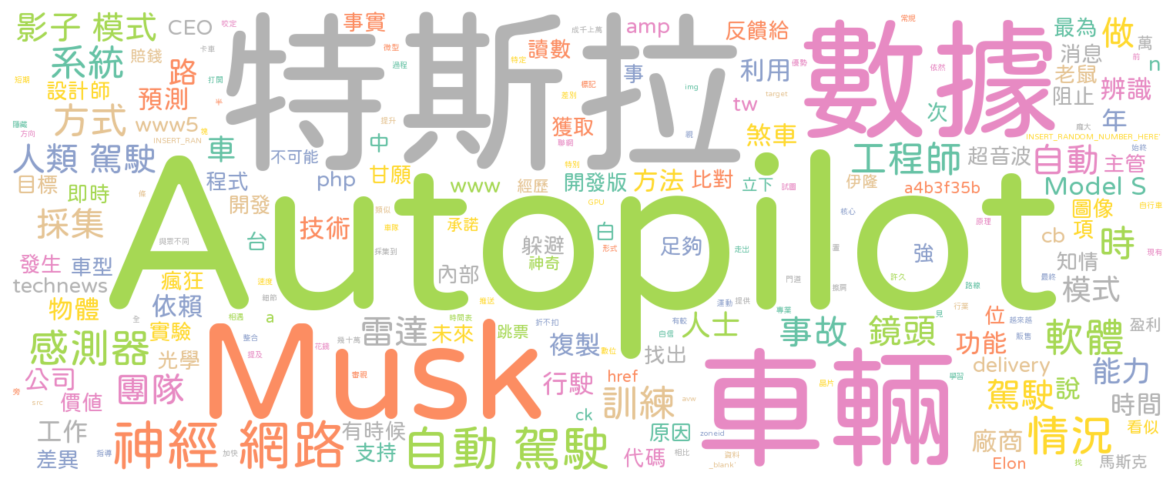 影子 模式
CEO
事實
特斯拉
數據
讀數
amp
反饋給
最為
做
萬
系統
賠錢
路
事
利用
消息
老鼠
n
設計師
預測
阻止
辨識
方式
www5
獲取
tw
煞車
次
年
INSERT_RAN
INSERT_RANDOM_NUMBER_HERE'
人類 駕駛
車
不可能
中
工程師
超音波
自動
主管
目標
即時
程式
php
甘願
www
經歷
開發版
方法
比對
立下
伊隆
a4b3f35b
Model S
採集
開發
台
技術
承諾
Autopilot
白
足夠
強
cb
圖像
項
時
發生
車型
躲避
神奇
technews
瘋狂
內部
知情
模式
物體
依賴
a
實驗
雷達
未來
跳票
複製
人士
事故
鏡頭
位
盈利
感測器
光學
Musk
找出
車輛
功能
軟體
公司
團隊
行駛
href
delivery
能力
價值
訓練
駕駛
說
時間
ck
工作
神經 網路
有時候
自動 駕駛
原因
情況
看似
差異
支持
代碼
廠商
Elon
馬斯克
GPU
img
target
src
zoneid
_blank'